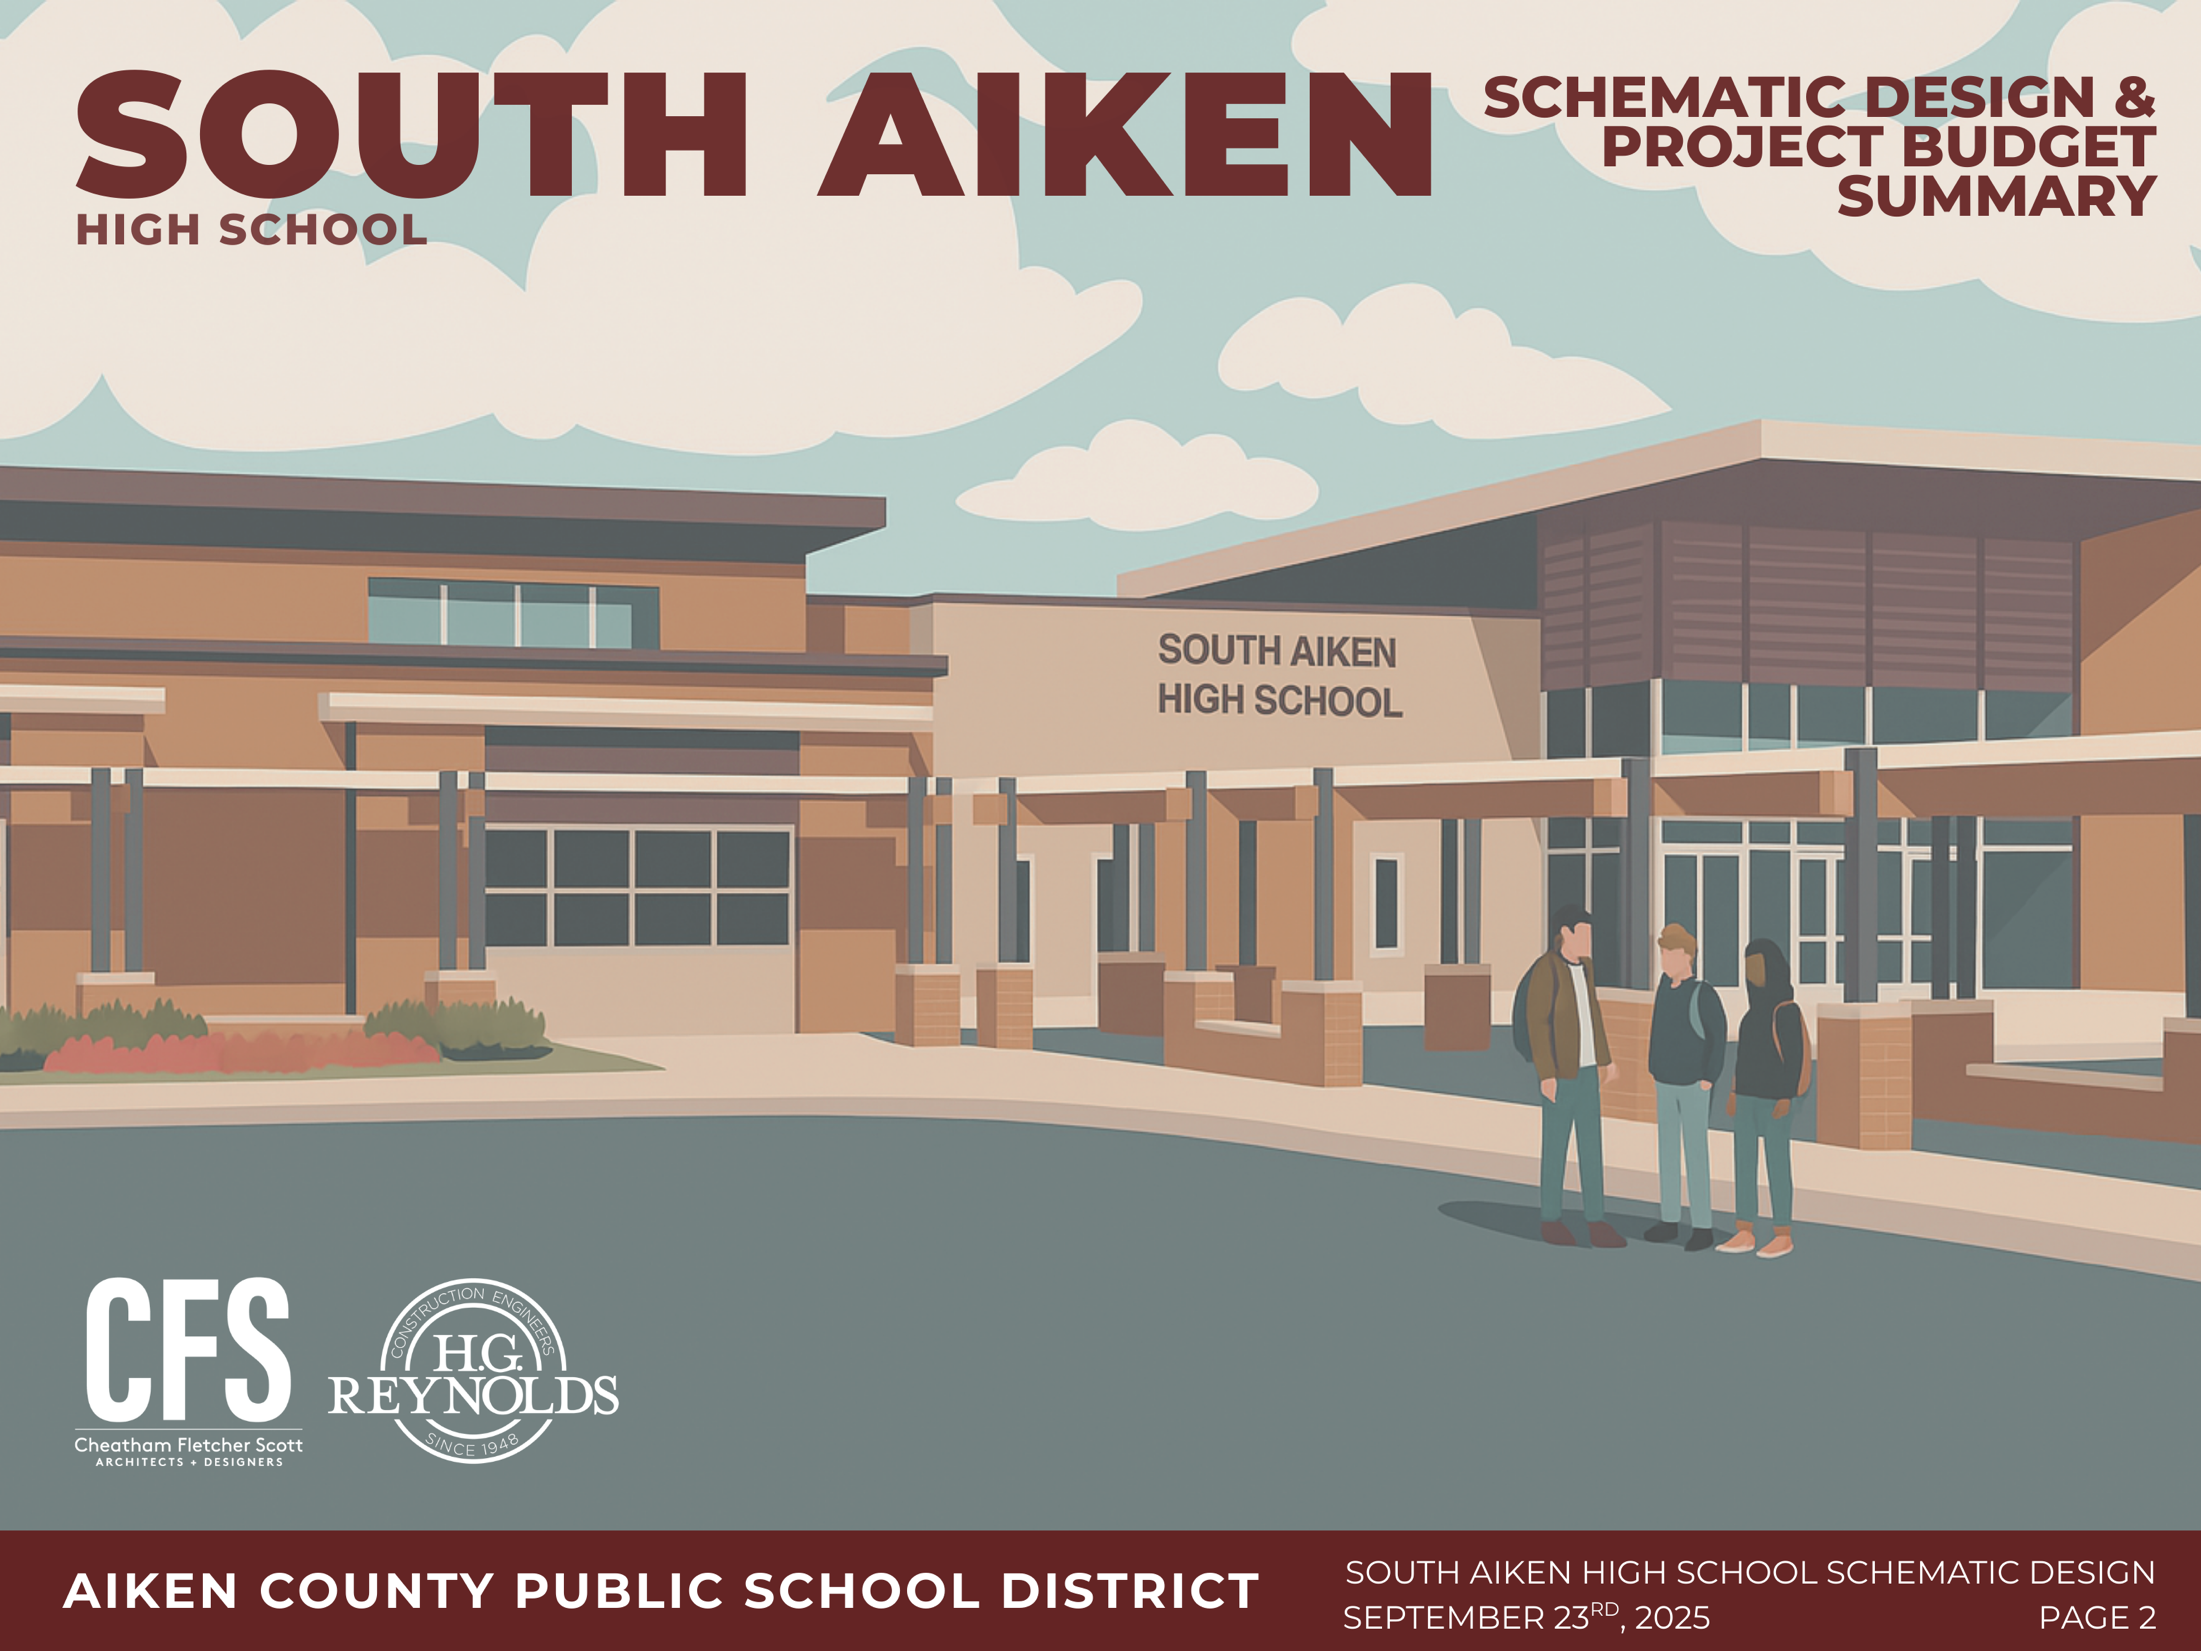 SOUTH AIKEN
HIGH SCHOOL
SCHEMATIC DESIGN &
PROJECT BUDGET
SUMMARY
SOUTH AIKEN
HIGH SCHOOL
CFS
Cheatham Fletcher Scott
ARCHITECTS + DESIGNERS
CONSTRUCTION ENGINEERS
H.G.
REYNOLDS
SINCE 1948
AIKEN COUNTY PUBLIC SCHOOL DISTRICT
SOUTH AIKEN HIGH SCHOOL SCHEMATIC DESIGN
SEPTEMBER 23RD, 2025 PAGE 2